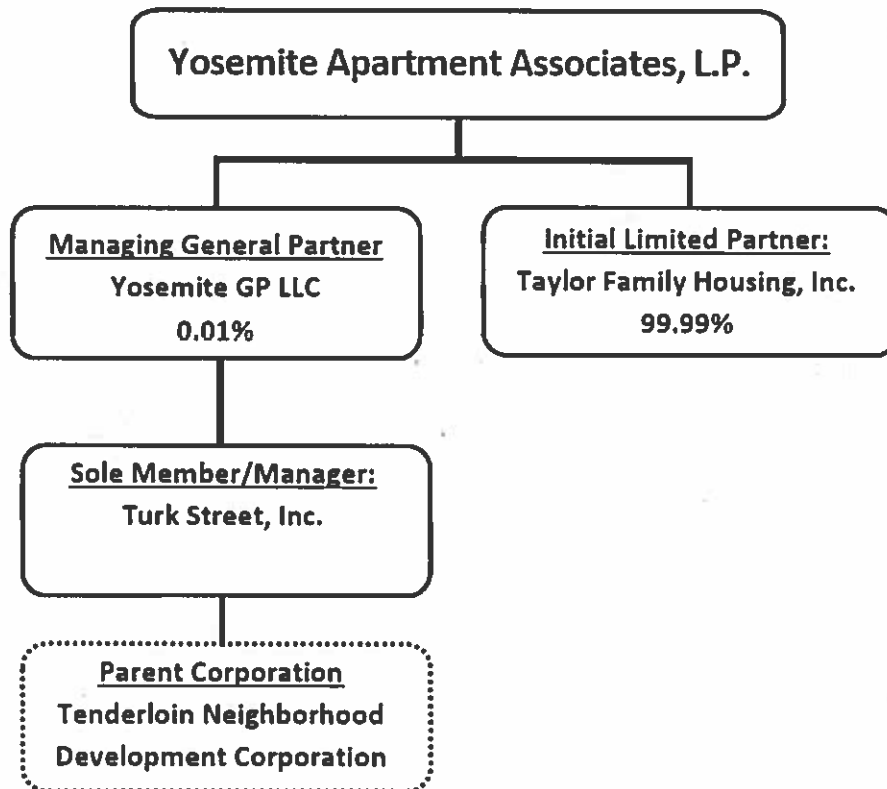 Yosemite Apartment Associates, L.P.
Managing General Partner
Yosemite GP LLC
0.01%
Initial Limited Partner:
Taylor Family Housing, Inc.
99.99%
Sole Member/Manager:
Turk Street, Inc.
Parent Corporation
Tenderloin Neighborhood
Development Corporation